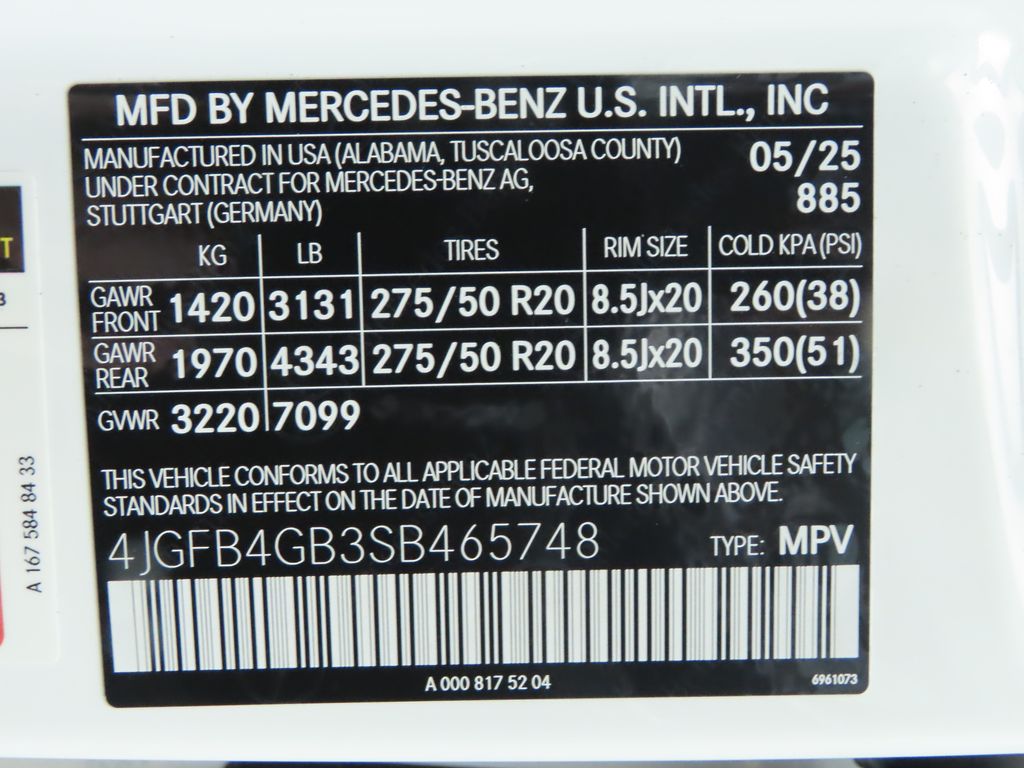 MFD BY MERCEDES-BENZ U.S. INTL., INC
MANUFACTURED IN USA (ALABAMA, TUSCALOOSA COUNTY) 05/25
UNDER CONTRACT FOR MERCEDES-BENZ AG, 885
STUTTGART (GERMANY)
KG LB TIRES RIM SIZE COLD KPA (PSI)
GAWR FRONT 1420 3131 275/50 R20 8.5Jx20 260(38)
GAWR REAR 1970 4343 275/50 R20 8.5Jx20 350(51)
GVWR 3220 7099
THIS VEHICLE CONFORMS TO ALL APPLICABLE FEDERAL MOTOR VEHICLE SAFETY
STANDARDS IN EFFECT ON THE DATE OF MANUFACTURE SHOWN ABOVE.
4JGFB4GB3SB465748 TYPE: MPV
A 000 817 52 04 6961073
A 167 584 84 33